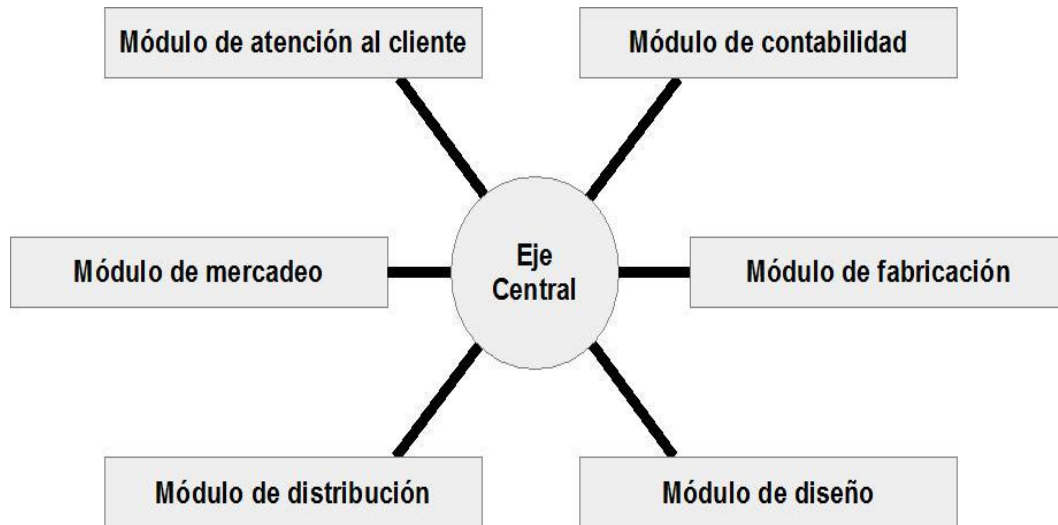 Módulo de atención al cliente
Módulo de contabilidad
Módulo de mercadeo
Eje
Central
Módulo de fabricación
Módulo de distribución
Módulo de diseño